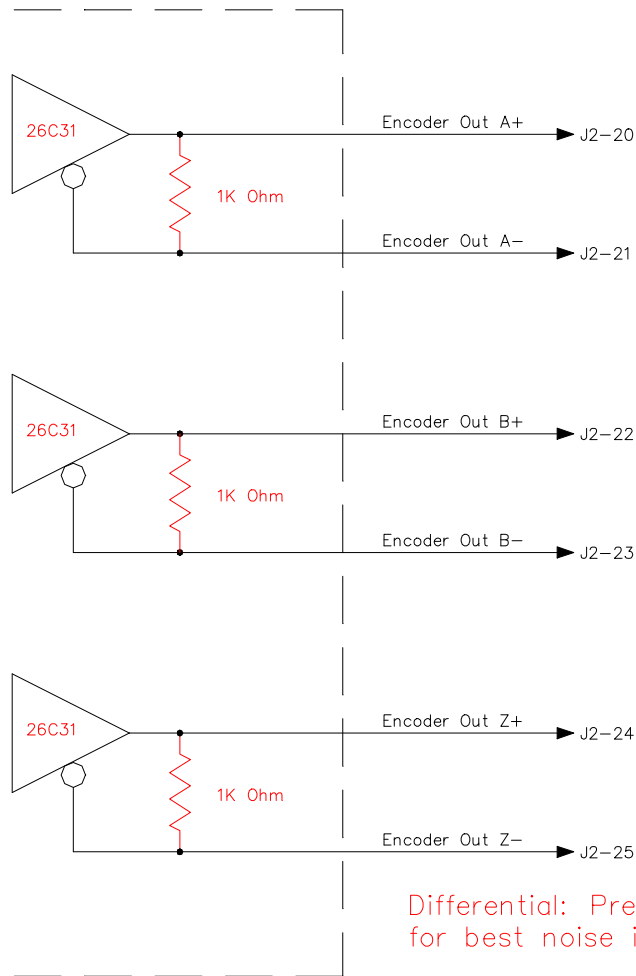 Encoder Out A+
J2-20
26C31
1K Ohm
Encoder Out A-
J2-21
Encoder Out B+
J2-22
26C31
1K Ohm
Encoder Out B-
J2-23
Encoder Out Z+
J2-24
26C31
1K Ohm
Encoder Out Z-
J2-25
Differential: Pre
for best noise i